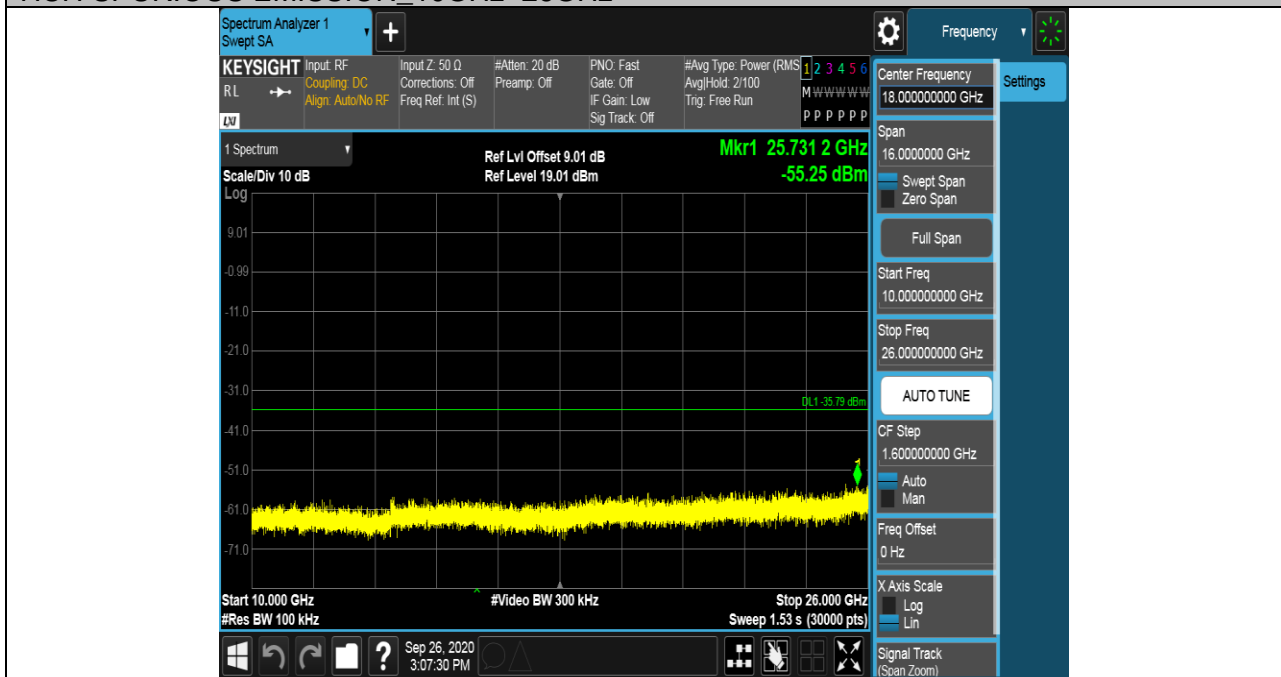 Spectrum Analyzer 1
Swept SA
+
Frequency
KEYSIGHT
RL
LXI
Input: RF
Coupling: DC
Align: Auto/No RF
Input Z: 50 Ω
Corrections: Off
Freq Ref: Int (S)
#Atten: 20 dB
Preamp: Off
PNO: Fast
Gate: Off
IF Gain: Low
Sig Track: Off
#Avg Type: Power (RMS
Avg|Hold: 2/100
Trig: Free Run
1 2 3 4 5 6
M W W W W W
P P P P P P
Center Frequency
18.000000000 GHz
Settings
Span
16.0000000 GHz
Swept Span
Zero Span
Full Span
Start Freq
10.000000000 GHz
Stop Freq
26.000000000 GHz
AUTO TUNE
CF Step
1.600000000 GHz
Auto
Man
Freq Offset
0 Hz
X Axis Scale
Log
Lin
Signal Track
(Span Zoom)
1 Spectrum
Scale/Div 10 dB
Ref Lvl Offset 9.01 dB
Ref Level 19.01 dBm
Mkr1 25.731 2 GHz
-55.25 dBm
Log
9.01
-0.99
-11.0
-21.0
-31.0
DL1 -35.79 dBm
-41.0
-51.0
1
-61.0
-71.0
Start 10.000 GHz
#Video BW 300 kHz
Stop 26.000 GHz
#Res BW 100 kHz
Sweep 1.53 s (30000 pts)
?
Sep 26, 2020
3:07:30 PM